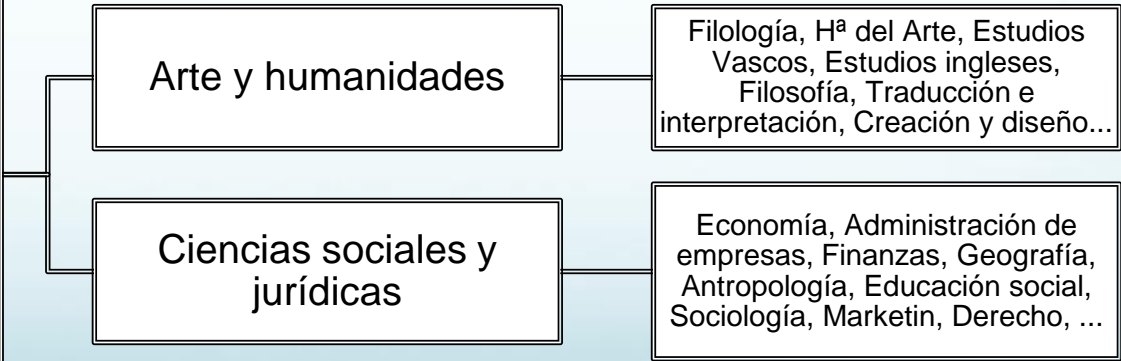 Arte y humanidades
Filología, Hª del Arte, Estudios
Vascos, Estudios ingleses,
Filosofía, Traducción e
interpretación, Creación y diseño...
Ciencias sociales y
jurídicas
Economía, Administración de
empresas, Finanzas, Geografía,
Antropología, Educación social,
Sociología, Marketin, Derecho, ...